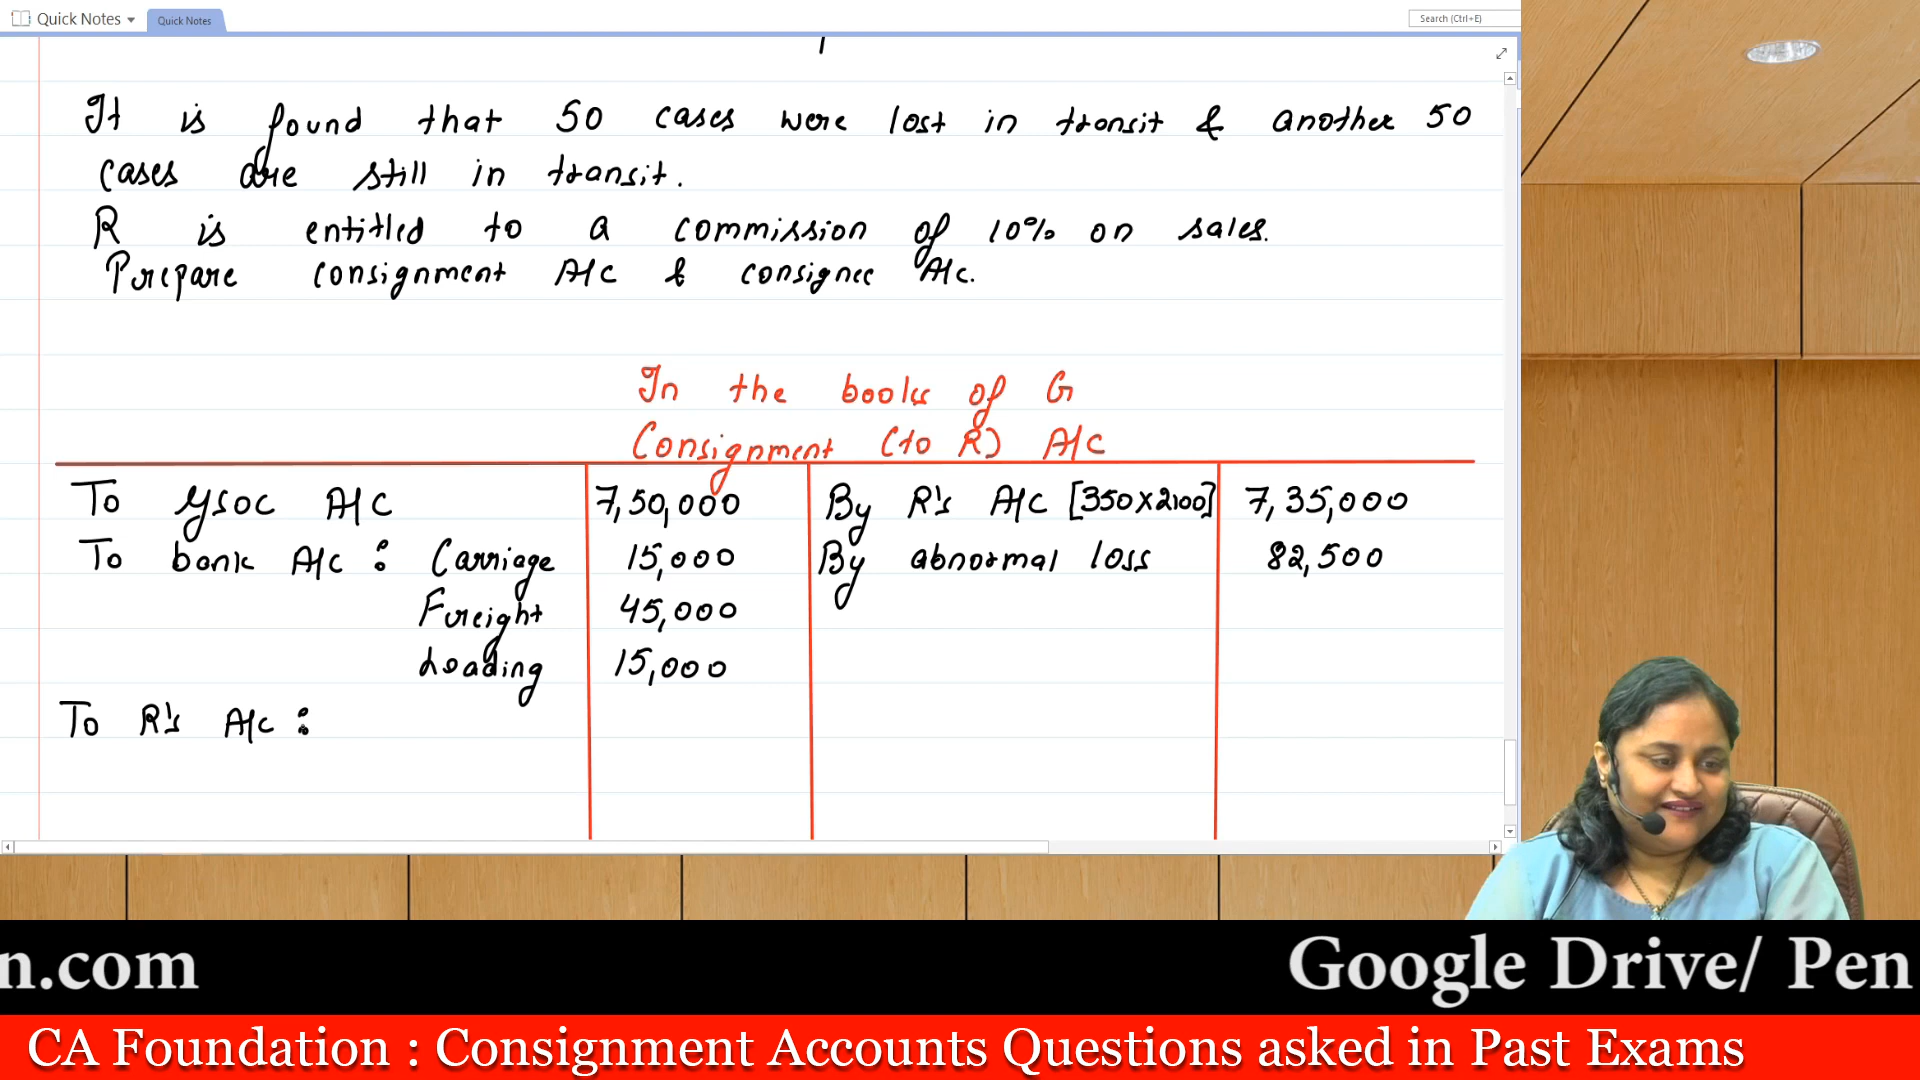 Quick Notes
Quick Notes
Search (Ctrl+E)
It is found that 50 cases were lost in transit & another 50
cases are still in transit.
R is entitled to a commission of 10% on sales.
Prepare consignment A/c & consignee A/c.
In the books of G
Consignment (to R) A/c
To GSOC A/c 7,50,000 By R's A/c [350x2100] 7,35,000
To bank A/c : Carriage 15,000 By abnormal loss 82,500
Freight 45,000
Loading 15,000
To R's A/c :
n.com Google Drive/ Pen
CA Foundation : Consignment Accounts Questions asked in Past Exams